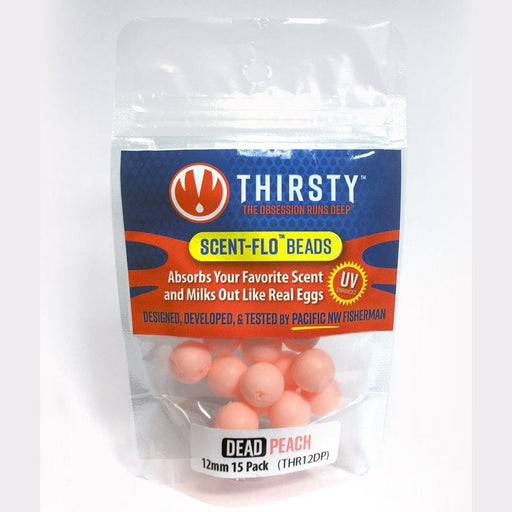 THIRSTY™
THE OBSESSION RUNS DEEP™
SCENT-FLO™ BEADS
Absorbs Your Favorite Scent
and Milks Out Like Real Eggs
UV
ENHANCED
DESIGNED, DEVELOPED, & TESTED BY PACIFIC NW FISHERMAN
DEAD PEACH
12mm 15 Pack (THR12DP)